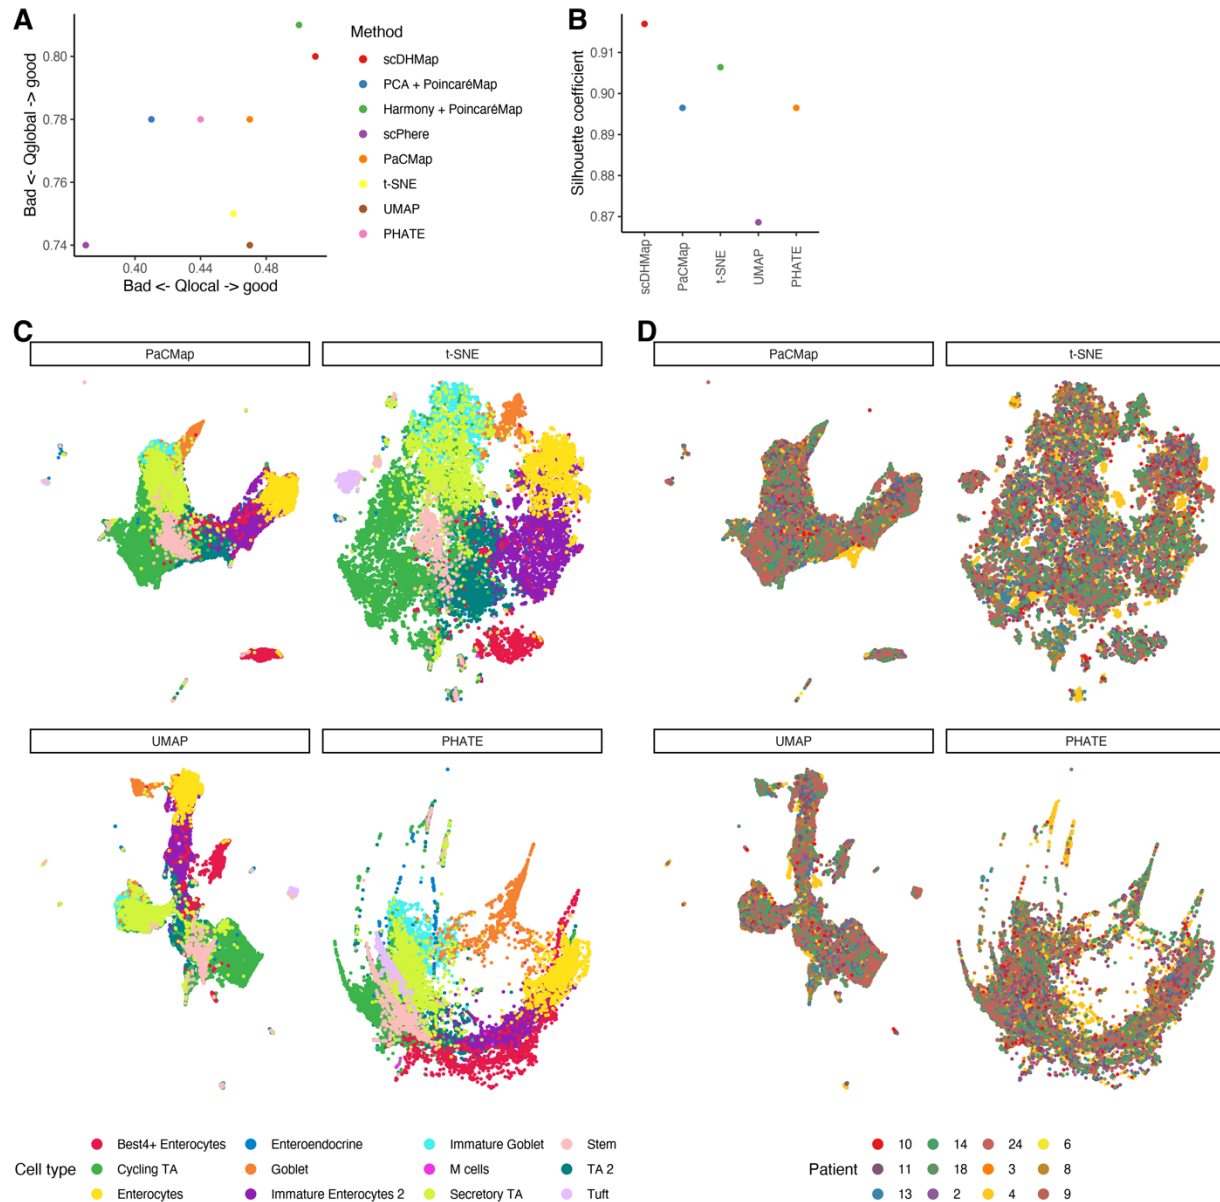 A
Bad <- Qglobal -> good
0.80
0.78
0.76
0.74
0.40
0.44
0.48
Bad <- Qlocal -> good
Method
scDHMap
PCA + PoincaréMap
Harmony + PoincaréMap
scPhere
PaCMap
t-SNE
UMAP
PHATE
B
Silhouette coefficient
0.91
0.90
0.89
0.88
0.87
scDHMap
PaCMap
t-SNE
UMAP
PHATE
C
PaCMap
t-SNE
UMAP
PHATE
D
PaCMap
t-SNE
UMAP
PHATE
Cell type
Best4+ Enterocytes
Cycling TA
Enterocytes
Enteroendocrine
Goblet
Immature Enterocytes 2
Immature Goblet
M cells
Secretory TA
Stem
TA 2
Tuft
Patient
10
11
13
14
18
2
24
3
4
6
8
9